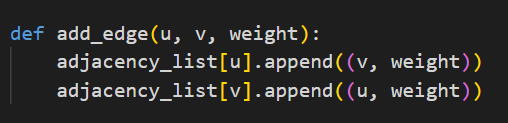 def add_edge(u, v, weight):
    adjacency_list[u].append((v, weight))
    adjacency_list[v].append((u, weight))